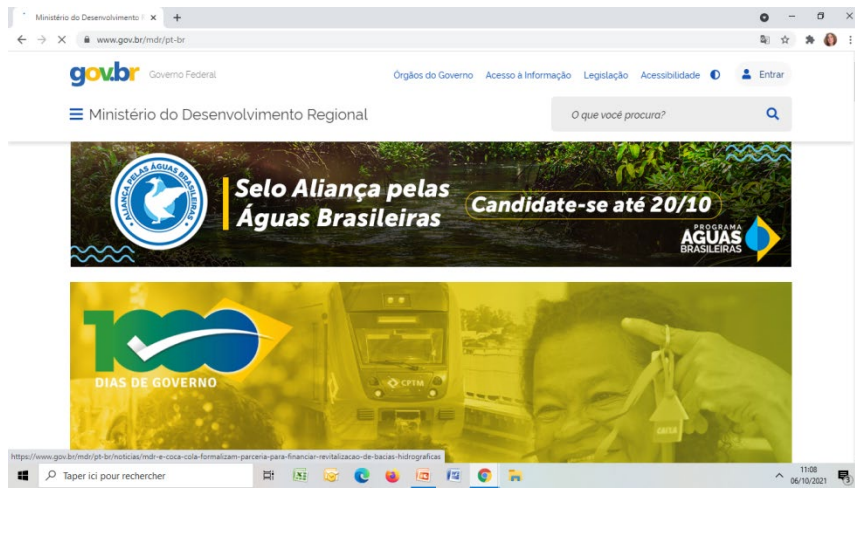 Ministério do Desenvolvimento
www.gov.br/mdr/pt-br
gov.br Governo Federal
Órgãos do Governo Acesso à Informação Legislação Acessibilidade Entrar
Ministério do Desenvolvimento Regional
O que você procura?
ALIANÇA PELAS ÁGUAS BRASILEIRAS
Selo Aliança pelas
Águas Brasileiras
Candidate-se até 20/10
PROGRAMA
ÁGUAS
BRASILEIRAS
1000
DIAS DE GOVERNO
CPTM
CAIXA
https://www.gov.br/mdr/pt-br/noticias/mdr-e-coca-cola-formalizam-parceria-para-financiar-revitalizacao-de-bacias-hidrograficas
Taper ici pour rechercher
11:08
06/10/2021
3